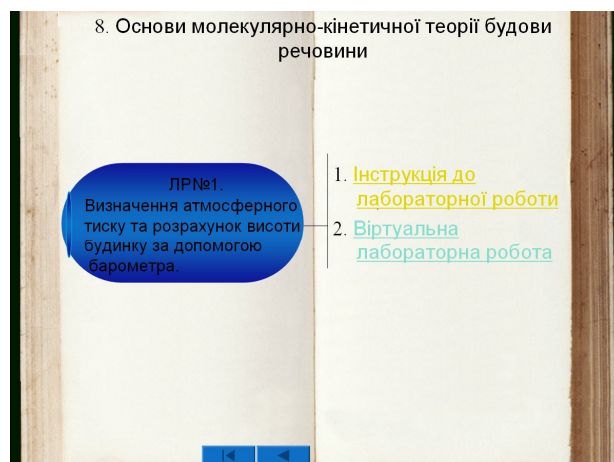 8. Основи молекулярно-кінетичної теорії будови
речовини
ЛР№1.
Визначення атмосферного
тиску та розрахунок висоти
будинку за допомогою
барометра.
1. Інструкція до
лабораторної роботи
2. Віртуальна
лабораторна робота